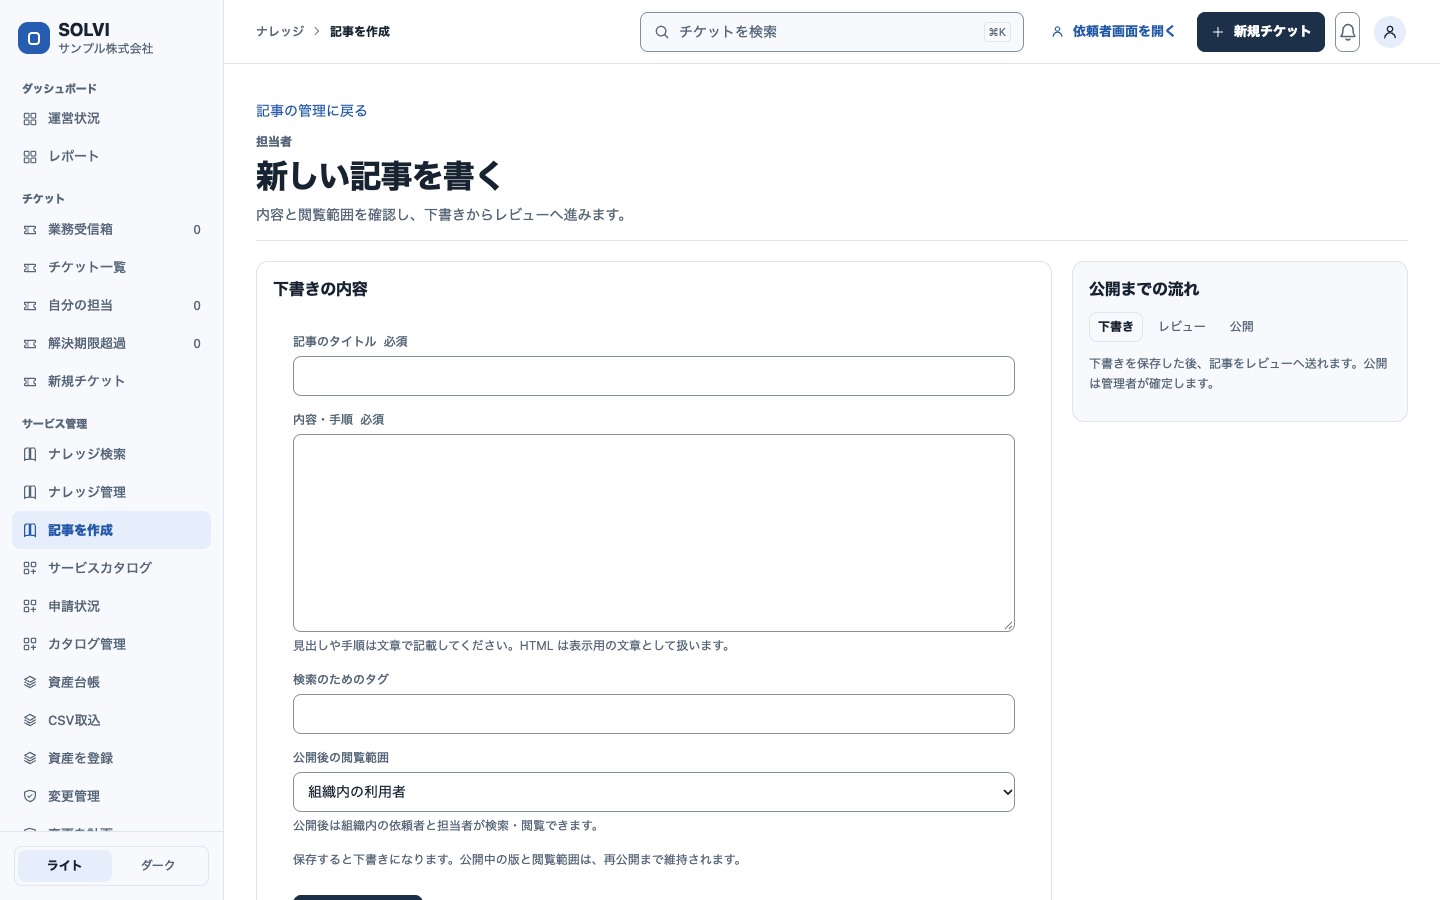 SOLVI
サンプル株式会社
ダッシュボード
運営状況
レポート
チケット
業務受信箱 0
チケット一覧
自分の担当 0
解決期限超過 0
新規チケット
サービス管理
ナレッジ検索
ナレッジ管理
記事を作成
サービスカタログ
申請状況
カタログ管理
資産台帳
CSV取込
資産を登録
変更管理
ライト ダーク
ナレッジ 記事を作成
チケットを検索 ⌘K
依頼者画面を開く
新規チケット
記事の管理に戻る
担当者
新しい記事を書く
内容と閲覧範囲を確認し、下書きからレビューへ進みます。
下書きの内容
記事のタイトル 必須
内容・手順 必須
見出しや手順は文章で記載してください。HTML は表示用の文章として扱います。
検索のためのタグ
公開後の閲覧範囲
組織内の利用者
公開後は組織内の依頼者と担当者が検索・閲覧できます。
保存すると下書きになります。公開中の版と閲覧範囲は、再公開まで維持されます。
公開までの流れ
下書き レビュー 公開
下書きを保存した後、記事をレビューへ送れます。公開
は管理者が確定します。